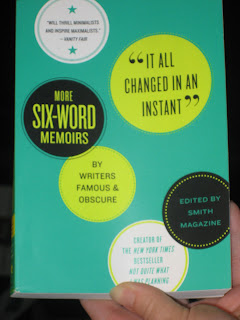 "WILL THRILL MINIMALISTS
AND INSPIRE MAXIMALISTS."
— VANITY FAIR
"IT ALL
CHANGED IN AN
INSTANT"
MORE
SIX-WORD
MEMOIRS
BY
WRITERS
FAMOUS &
OBSCURE
EDITED BY
SMITH
MAGAZINE
CREATOR OF
THE NEW YORK TIMES
BESTSELLER
NOT QUITE WHAT
PLANNING